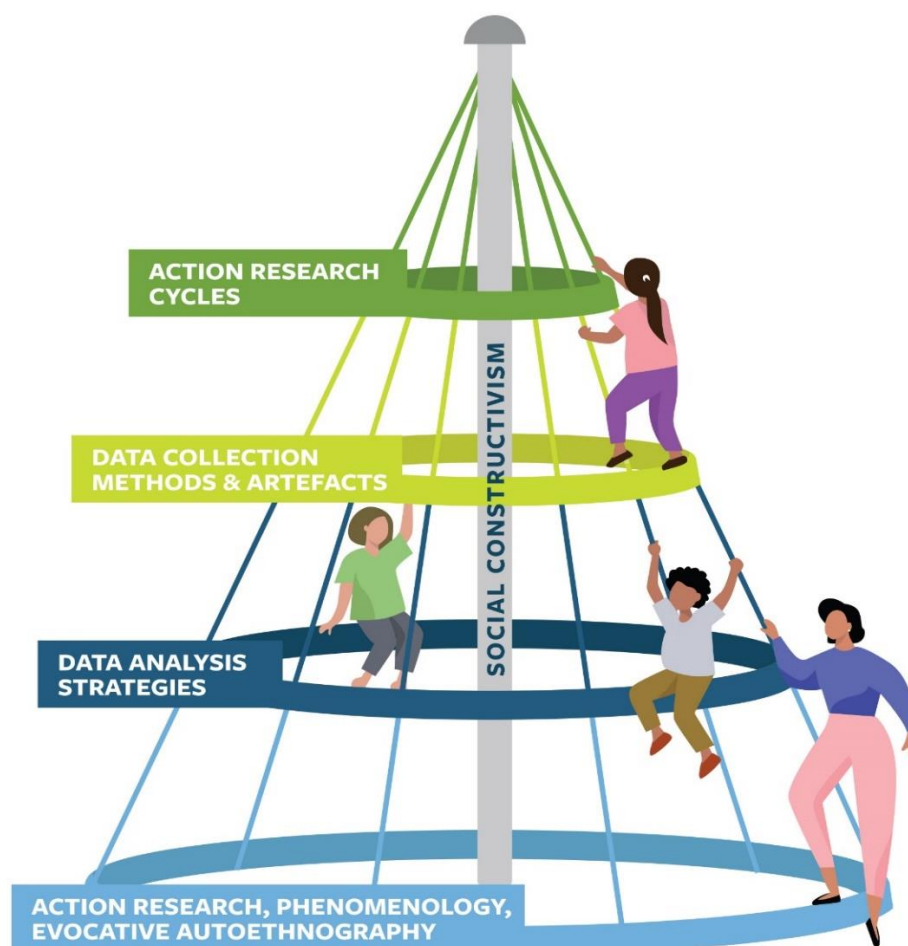 ACTION RESEARCH
CYCLES
DATA COLLECTION
METHODS & ARTEFACTS
SOCIAL CONSTRUCTIVISM
DATA ANALYSIS
STRATEGIES
ACTION RESEARCH, PHENOMENOLOGY,
EVOCATIVE AUTOETHNOGRAPHY